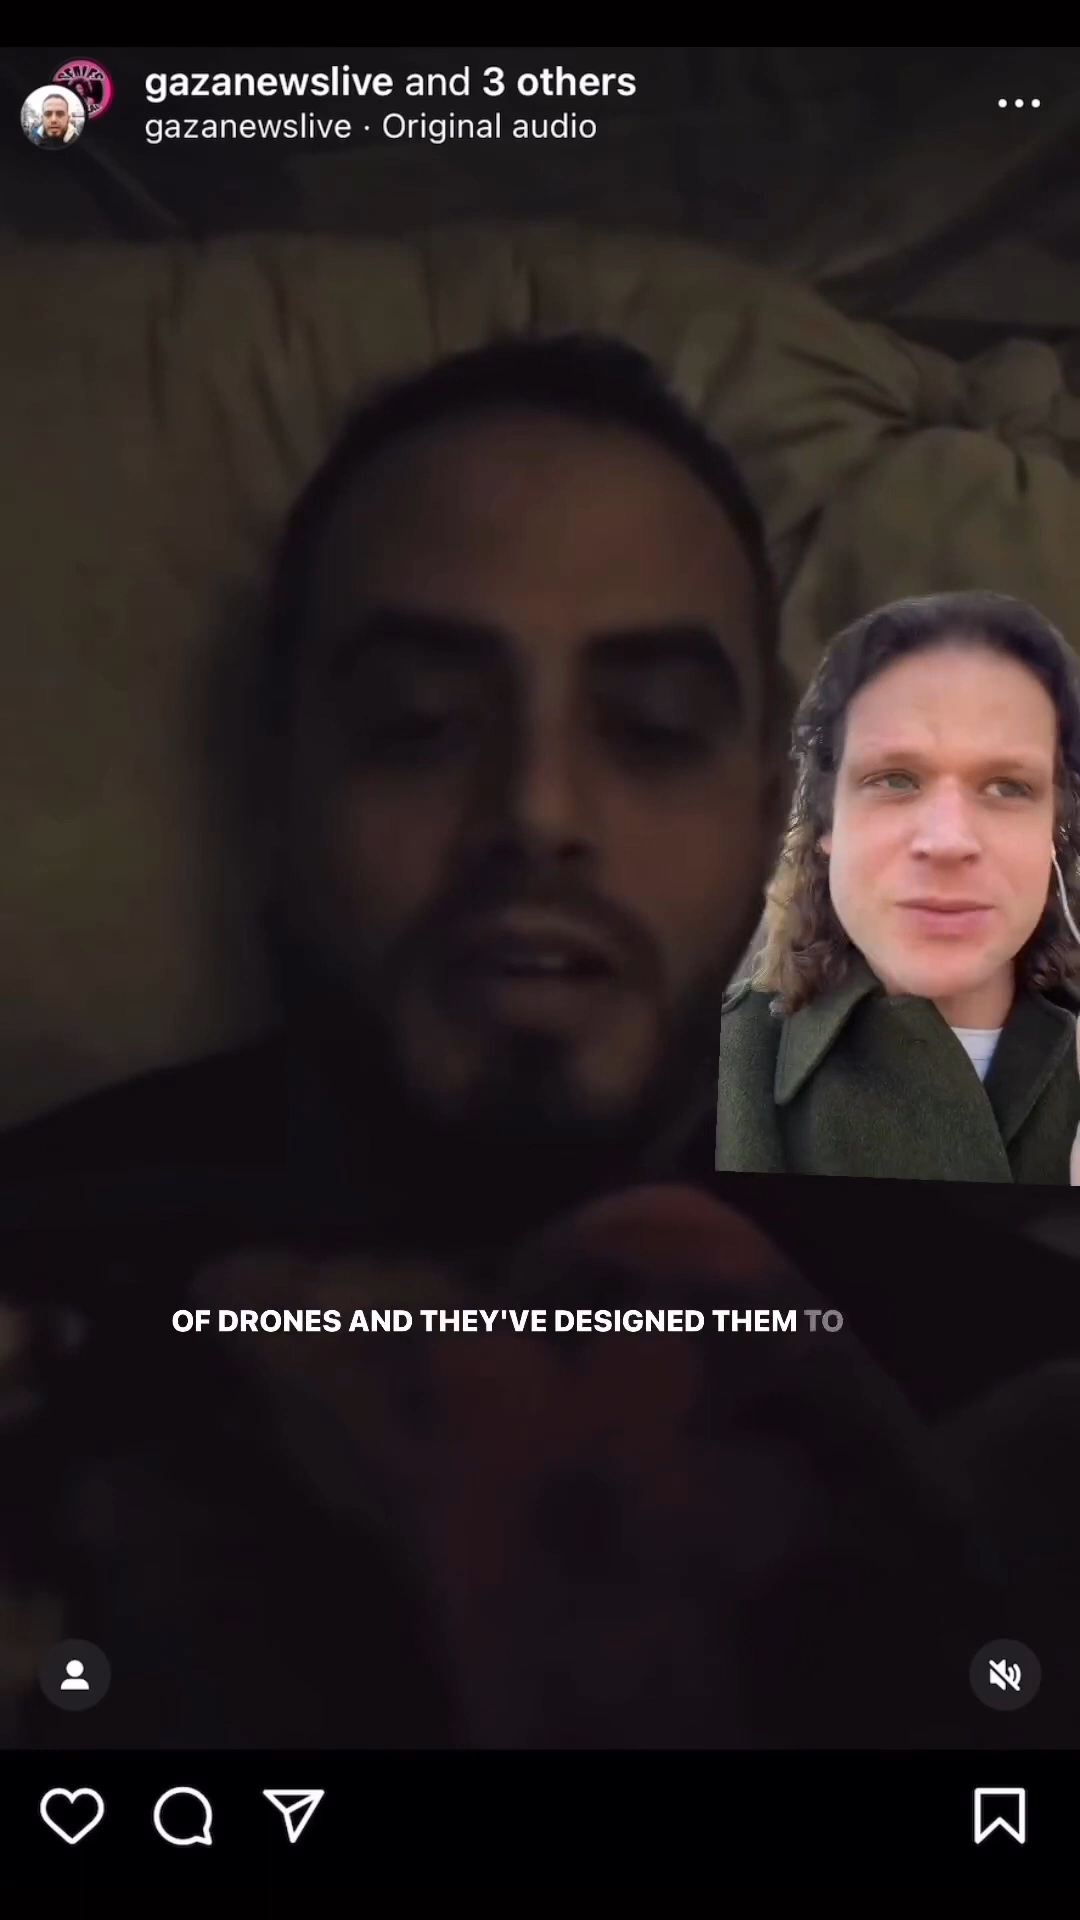 gazanewslive and 3 others
gazanewslive · Original audio
OF DRONES AND THEY'VE DESIGNED THEM TO